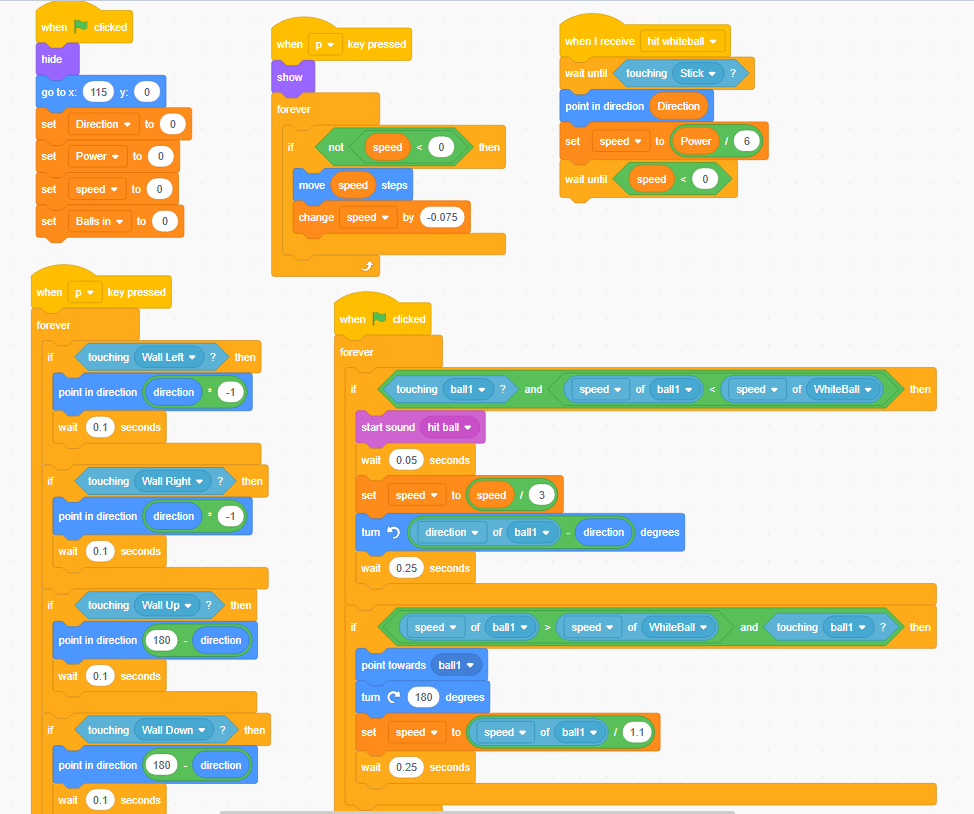 when clicked
hide
go to x: 115 y: 0
set Direction to 0
set Power to 0
set speed to 0
set Balls in to 0
when p key pressed
show
forever
if not speed < 0 then
move speed steps
change speed by -0.075
when I receive hit whiteball
wait until touching Stick ?
point in direction Direction
set speed to Power / 6
wait until speed < 0
when p key pressed
forever
if touching Wall Left ? then
point in direction direction * -1
wait 0.1 seconds
if touching Wall Right ? then
point in direction direction * -1
wait 0.1 seconds
if touching Wall Up ? then
point in direction 180 - direction
wait 0.1 seconds
if touching Wall Down ? then
point in direction 180 - direction
wait 0.1 seconds
when clicked
forever
if touching ball1 ? and speed of ball1 < speed of WhiteBall then
start sound hit ball
wait 0.05 seconds
set speed to speed / 3
turn direction of ball1 - direction degrees
wait 0.25 seconds
if speed of ball1 > speed of WhiteBall and touching ball1 ? then
point towards ball1
turn 180 degrees
set speed to speed of ball1 / 1.1
wait 0.25 seconds